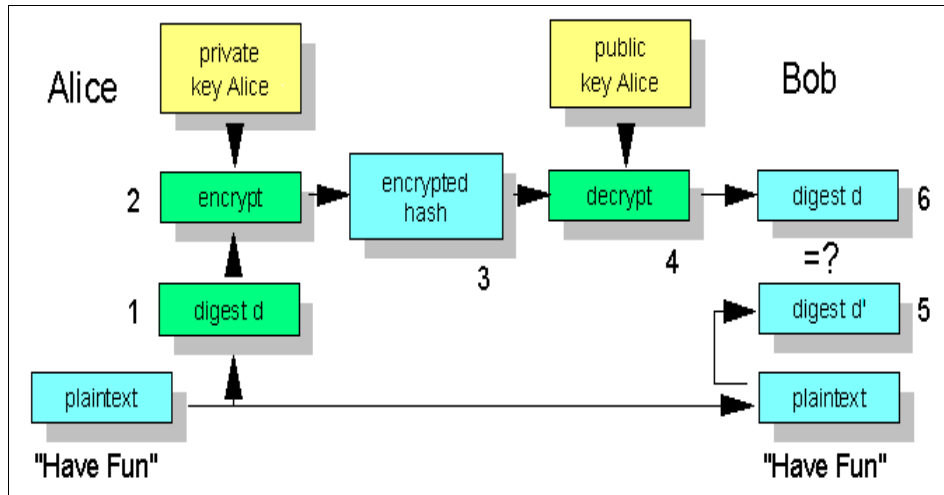 Alice
private
key Alice
public
key Alice
Bob
2
encrypt
encrypted
hash
3
decrypt
4
digest d
6
=?
1
digest d
digest d'
5
plaintext
"Have Fun"
plaintext
"Have Fun"